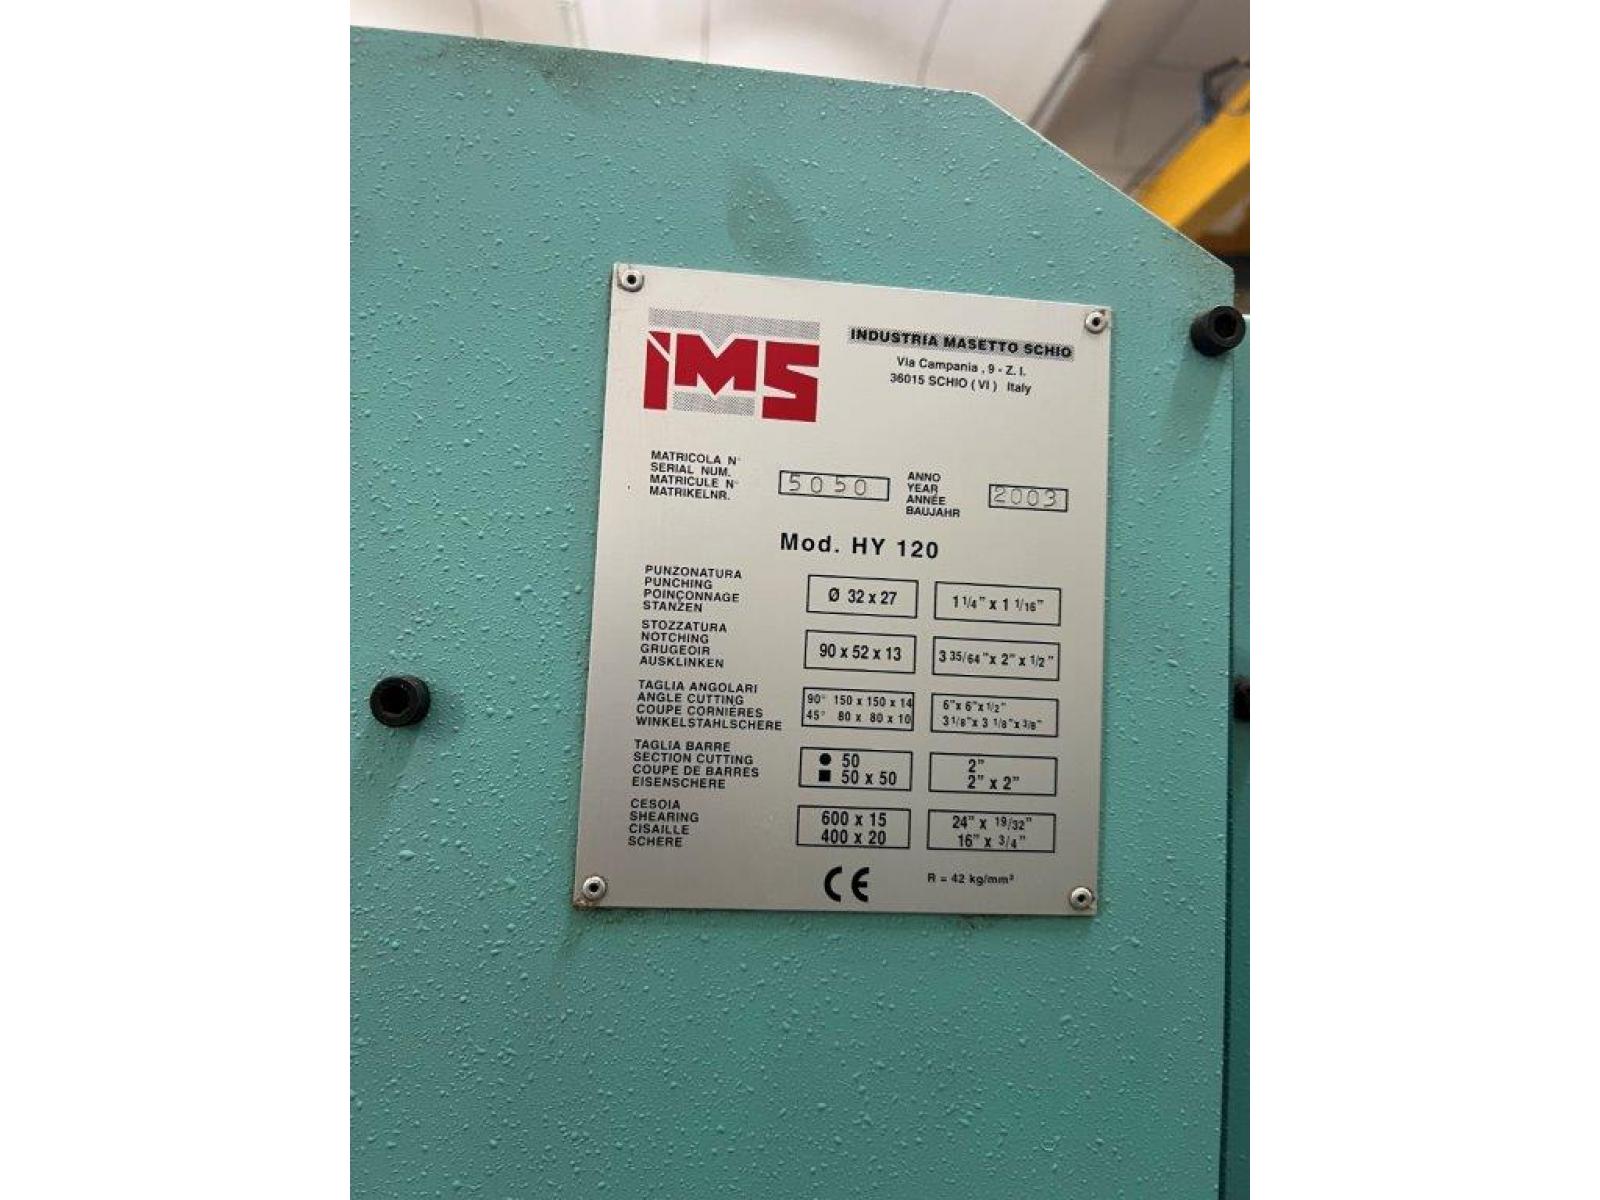 IMS
INDUSTRIA MASETTO SCHIO
Via Campania , 9 - Z. I.
36015 SCHIO ( VI ) Italy
MATRICOLA N°
SERIAL NUM.
MATRICULE N°
MATRIKELNR.
5050
ANNO
YEAR
ANNÉE
BAUJAHR
2003
Mod. HY 120
PUNZONATURA
PUNCHING
POINÇONNAGE
STANZEN
Ø 32 x 27
1 1/4" x 1 1/16"
STOZZATURA
NOTCHING
GRUGEOIR
AUSKLINKEN
90 x 52 x 13
3 35/64 "x 2" x 1/2"
TAGLIA ANGOLARI
ANGLE CUTTING
COUPE CORNIÈRES
WINKELSTAHLSCHERE
90° 150 x 150 x 14
45° 80 x 80 x 10
6"x 6"x 1/2"
3 1/8"x 3 1/8"x 3/8"
TAGLIA BARRE
SECTION CUTTING
COUPE DE BARRES
EISENSCHERE
● 50
■ 50 x 50
2"
2" x 2"
CESOIA
SHEARING
CISAILLE
SCHERE
600 x 15
400 x 20
24" x 19/32"
16" x 3/4"
CE
R = 42 kg/mm²